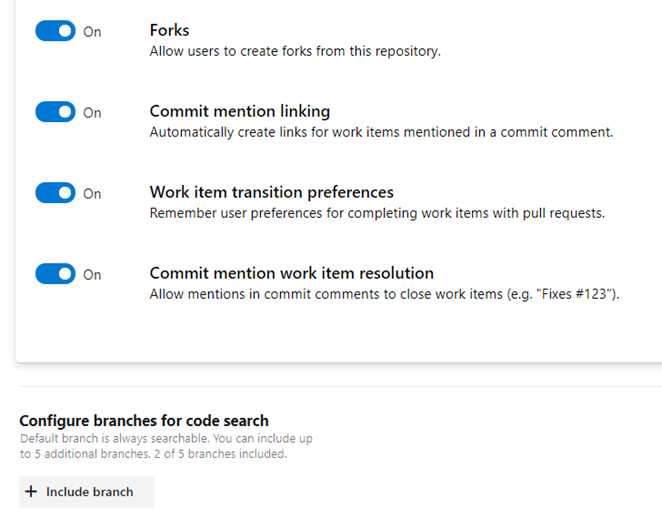 On
Forks
Allow users to create forks from this repository.
On
Commit mention linking
Automatically create links for work items mentioned in a commit comment.
On
Work item transition preferences
Remember user preferences for completing work items with pull requests.
On
Commit mention work item resolution
Allow mentions in commit comments to close work items (e.g. "Fixes #123").
Configure branches for code search
Default branch is always searchable. You can include up
to 5 additional branches. 2 of 5 branches included.
+ Include branch